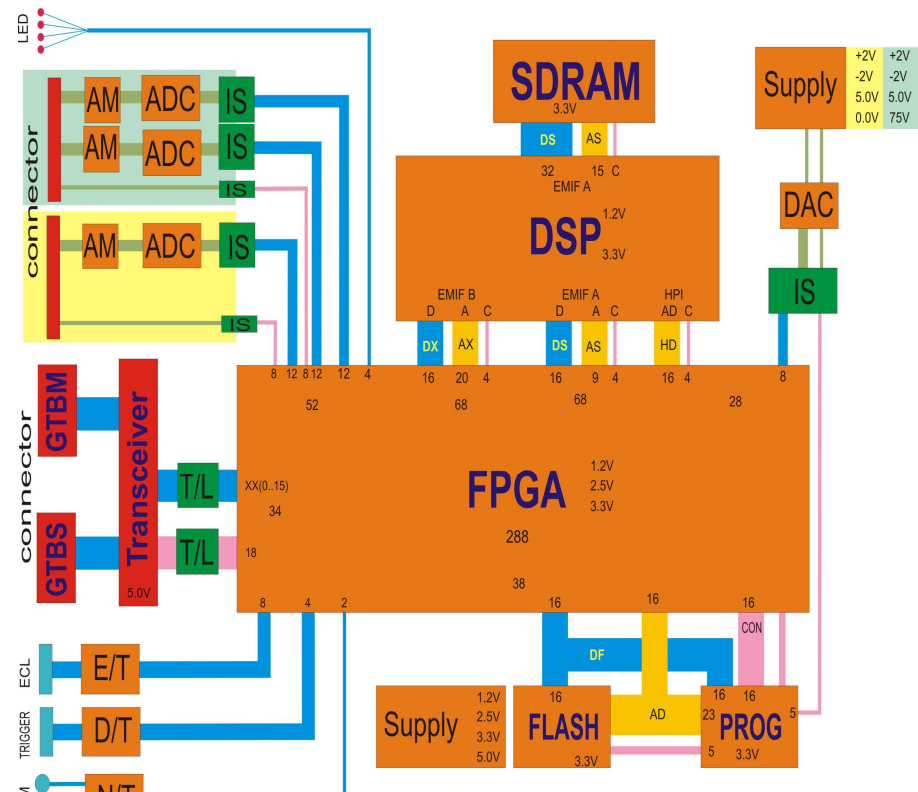 LED
SDRAM
3.3V
Supply
+2V +2V
-2V -2V
5.0V 5.0V
0.0V 75V
AM ADC IS
AM ADC IS
IS
connector
AM ADC IS
IS
DS AS
32 15 C
EMIF A
DSP
1.2V
3.3V
EMIF B EMIF A HPI
D A C D A C AD C
DX AX DS AS HD
DAC
IS
8 12 8 12 12 4 16 20 4 16 9 4 16 4 8
52 68 68 28
connector
GTBM
GTBS
Transceiver
5.0V
T/L
T/L
XX(0..15)
34
18
FPGA
1.2V
2.5V
3.3V
288
38
8 4 2 16 16 16
CON
DF
ECL
E/T
TRIGGER
D/T
N/T
M
Supply
1.2V
2.5V
3.3V
5.0V
16
FLASH
3.3V
AD
16 16
23 5
PROG
5 3.3V